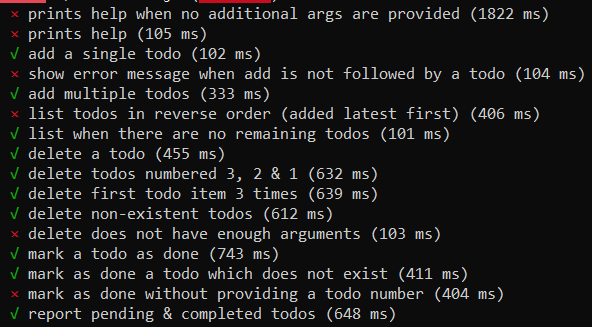 × prints help when no additional args are provided (1822 ms)
× prints help (105 ms)
√ add a single todo (102 ms)
× show error message when add is not followed by a todo (104 ms)
√ add multiple todos (333 ms)
× list todos in reverse order (added latest first) (406 ms)
√ list when there are no remaining todos (101 ms)
√ delete a todo (455 ms)
√ delete todos numbered 3, 2 & 1 (632 ms)
√ delete first todo item 3 times (639 ms)
√ delete non-existent todos (612 ms)
× delete does not have enough arguments (103 ms)
√ mark a todo as done (743 ms)
√ mark as done a todo which does not exist (411 ms)
× mark as done without providing a todo number (404 ms)
√ report pending & completed todos (648 ms)